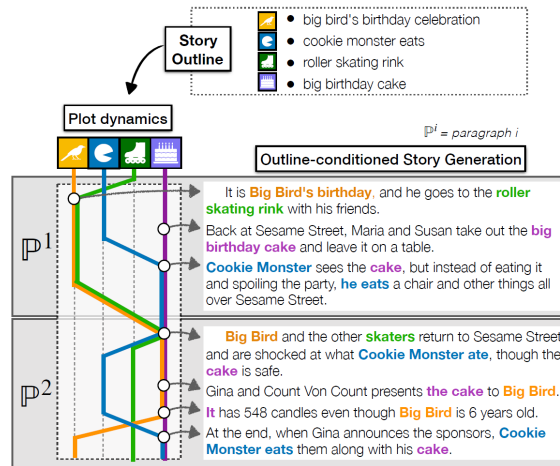 • big bird's birthday celebration
• cookie monster eats
• roller skating rink
• big birthday cake
Story
Outline
Plot dynamics
ℙⁱ = paragraph i
Outline-conditioned Story Generation
ℙ¹
It is Big Bird's birthday, and he goes to the roller
skating rink with his friends.
Back at Sesame Street, Maria and Susan take out the big
birthday cake and leave it on a table.
Cookie Monster sees the cake, but instead of eating it
and spoiling the party, he eats a chair and other things all
over Sesame Street.
ℙ²
Big Bird and the other skaters return to Sesame Street
and are shocked at what Cookie Monster ate, though the
cake is safe.
Gina and Count Von Count presents the cake to Big Bird.
It has 548 candles even though Big Bird is 6 years old.
At the end, when Gina announces the sponsors, Cookie
Monster eats them along with his cake.